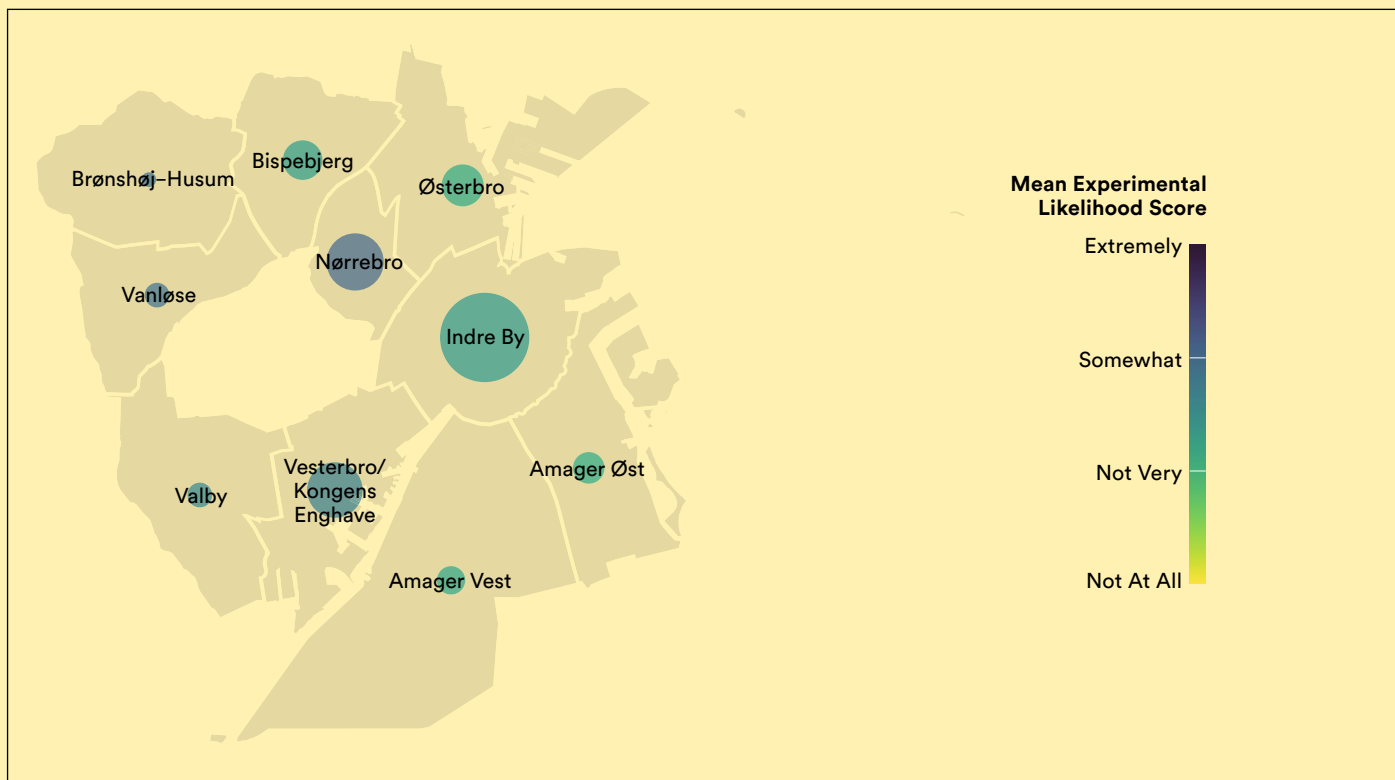 Bispebjerg
Brønshøj–Husum
Østerbro
Nørrebro
Vanløse
Indre By
Vesterbro/
Kongens
Enghave
Valby
Amager Øst
Amager Vest
Mean Experimental
Likelihood Score
Extremely
Somewhat
Not Very
Not At All